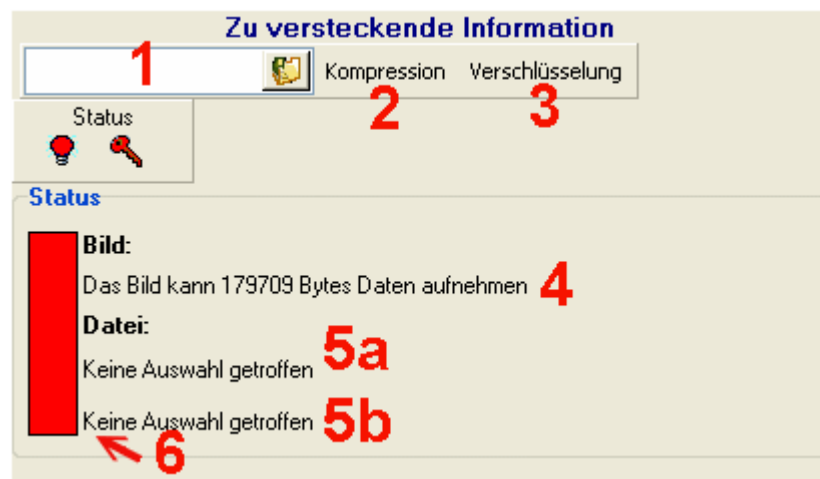 Zu versteckende Information
1
Kompression Verschlüsselung
2 3
Status
Status
Bild:
Das Bild kann 179709 Bytes Daten aufnehmen 4
Datei:
Keine Auswahl getroffen 5a
Keine Auswahl getroffen 5b
6